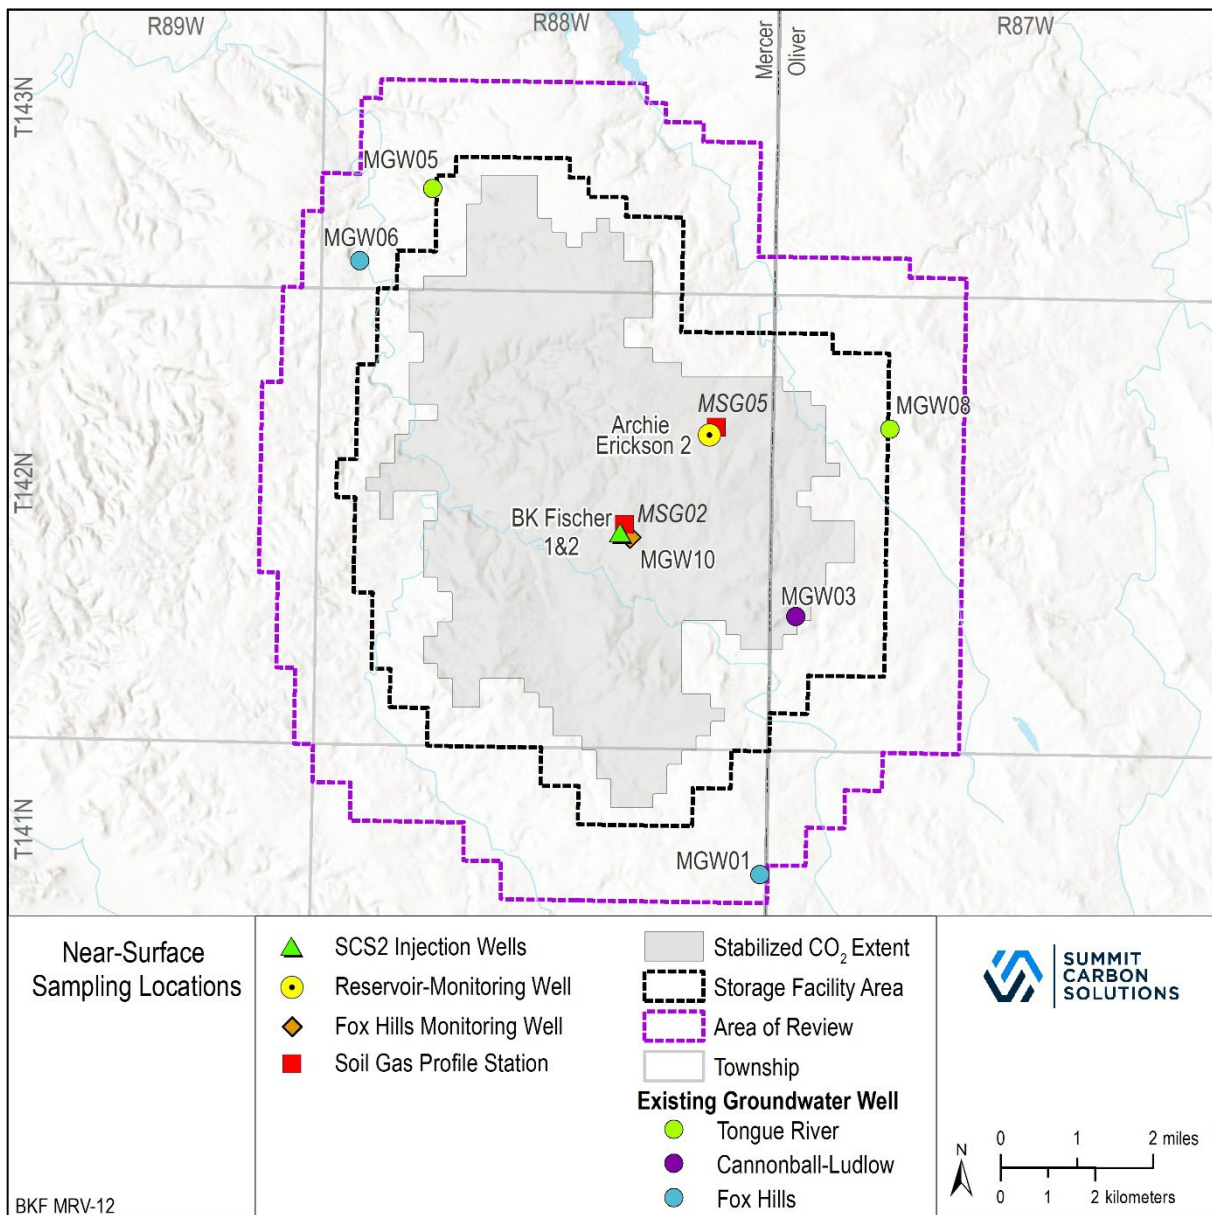 R89W
R88W
R87W
Mercer
Oliver
T143N
MGW05
MGW06
MSG05
Archie
Erickson 2
MGW08
T142N
BK Fischer
1&2
MSG02
MGW10
MGW03
T141N
MGW01
Near-Surface
Sampling Locations
SCS2 Injection Wells
Reservoir-Monitoring Well
Fox Hills Monitoring Well
Soil Gas Profile Station
Stabilized CO2 Extent
Storage Facility Area
Area of Review
Township
Existing Groundwater Well
Tongue River
Cannonball-Ludlow
Fox Hills
SUMMIT
CARBON
SOLUTIONS
N
0 1 2 miles
0 1 2 kilometers
BKF MRV-12